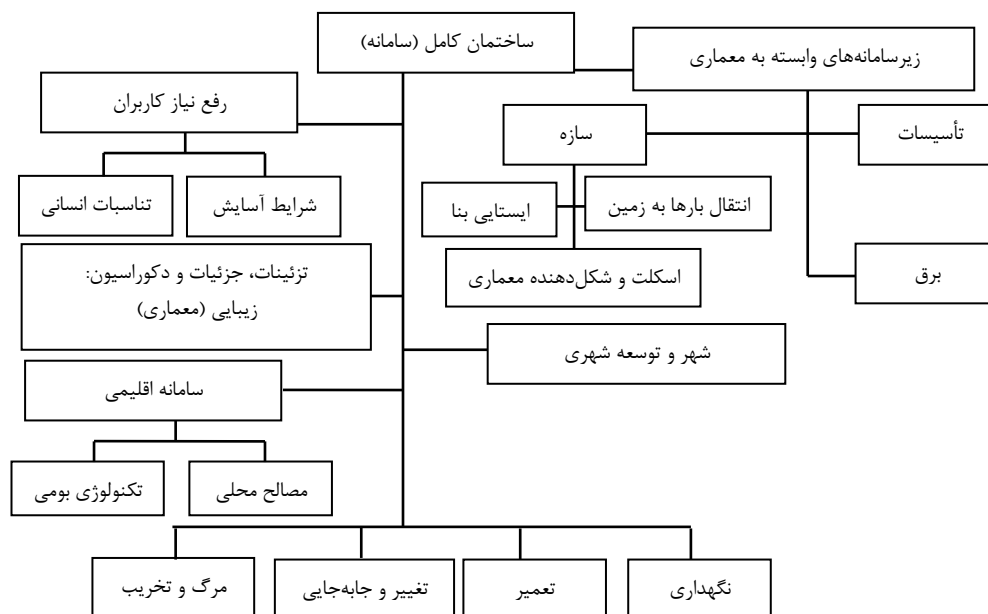 ساختمان کامل (سامانه)
زیرسامانه‌های وابسته به معماری
رفع نیاز کاربران
سازه
تأسیسات
شرایط آسایش
تناسبات انسانی
انتقال بارها به زمین
ایستایی بنا
اسکلت و شکل‌دهنده معماری
برق
تزئینات، جزئیات و دکوراسیون:
زیبایی (معماری)
شهر و توسعه شهری
سامانه اقلیمی
مصالح محلی
تکنولوژی بومی
نگهداری
تعمیر
تغییر و جابه‌جایی
مرگ و تخریب